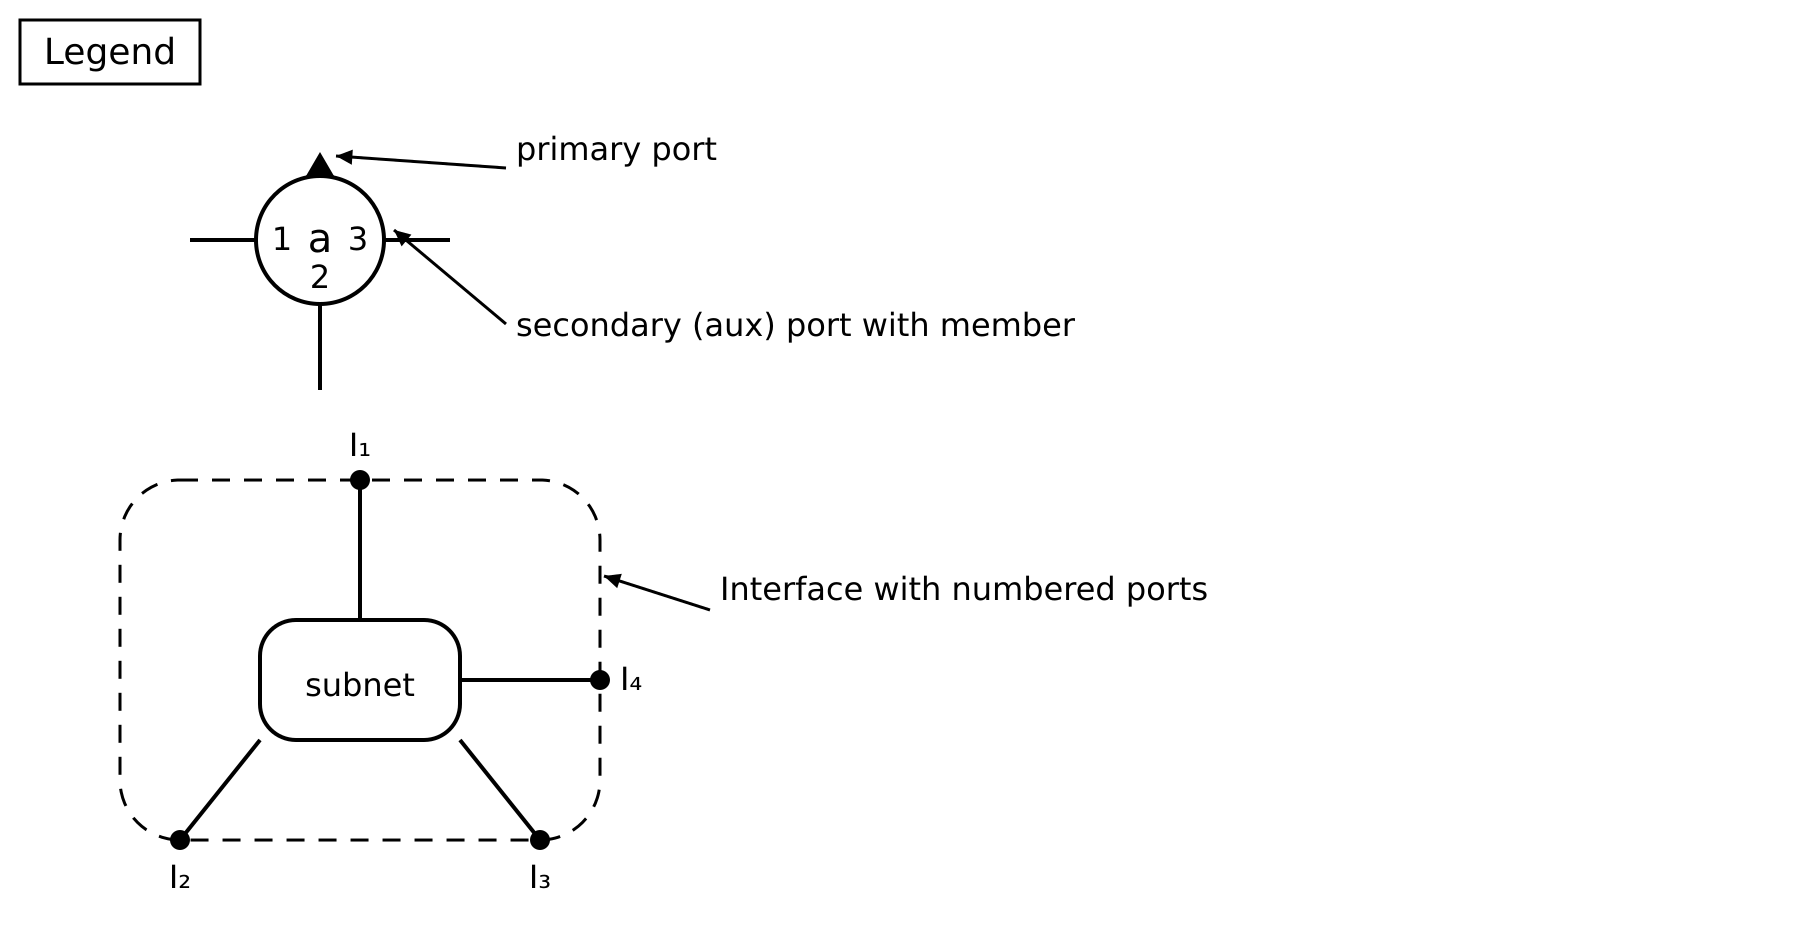 Legend
primary port
1 a 3
2
secondary (aux) port with member
I₁
Interface with numbered ports
subnet
I₄
I₂
I₃